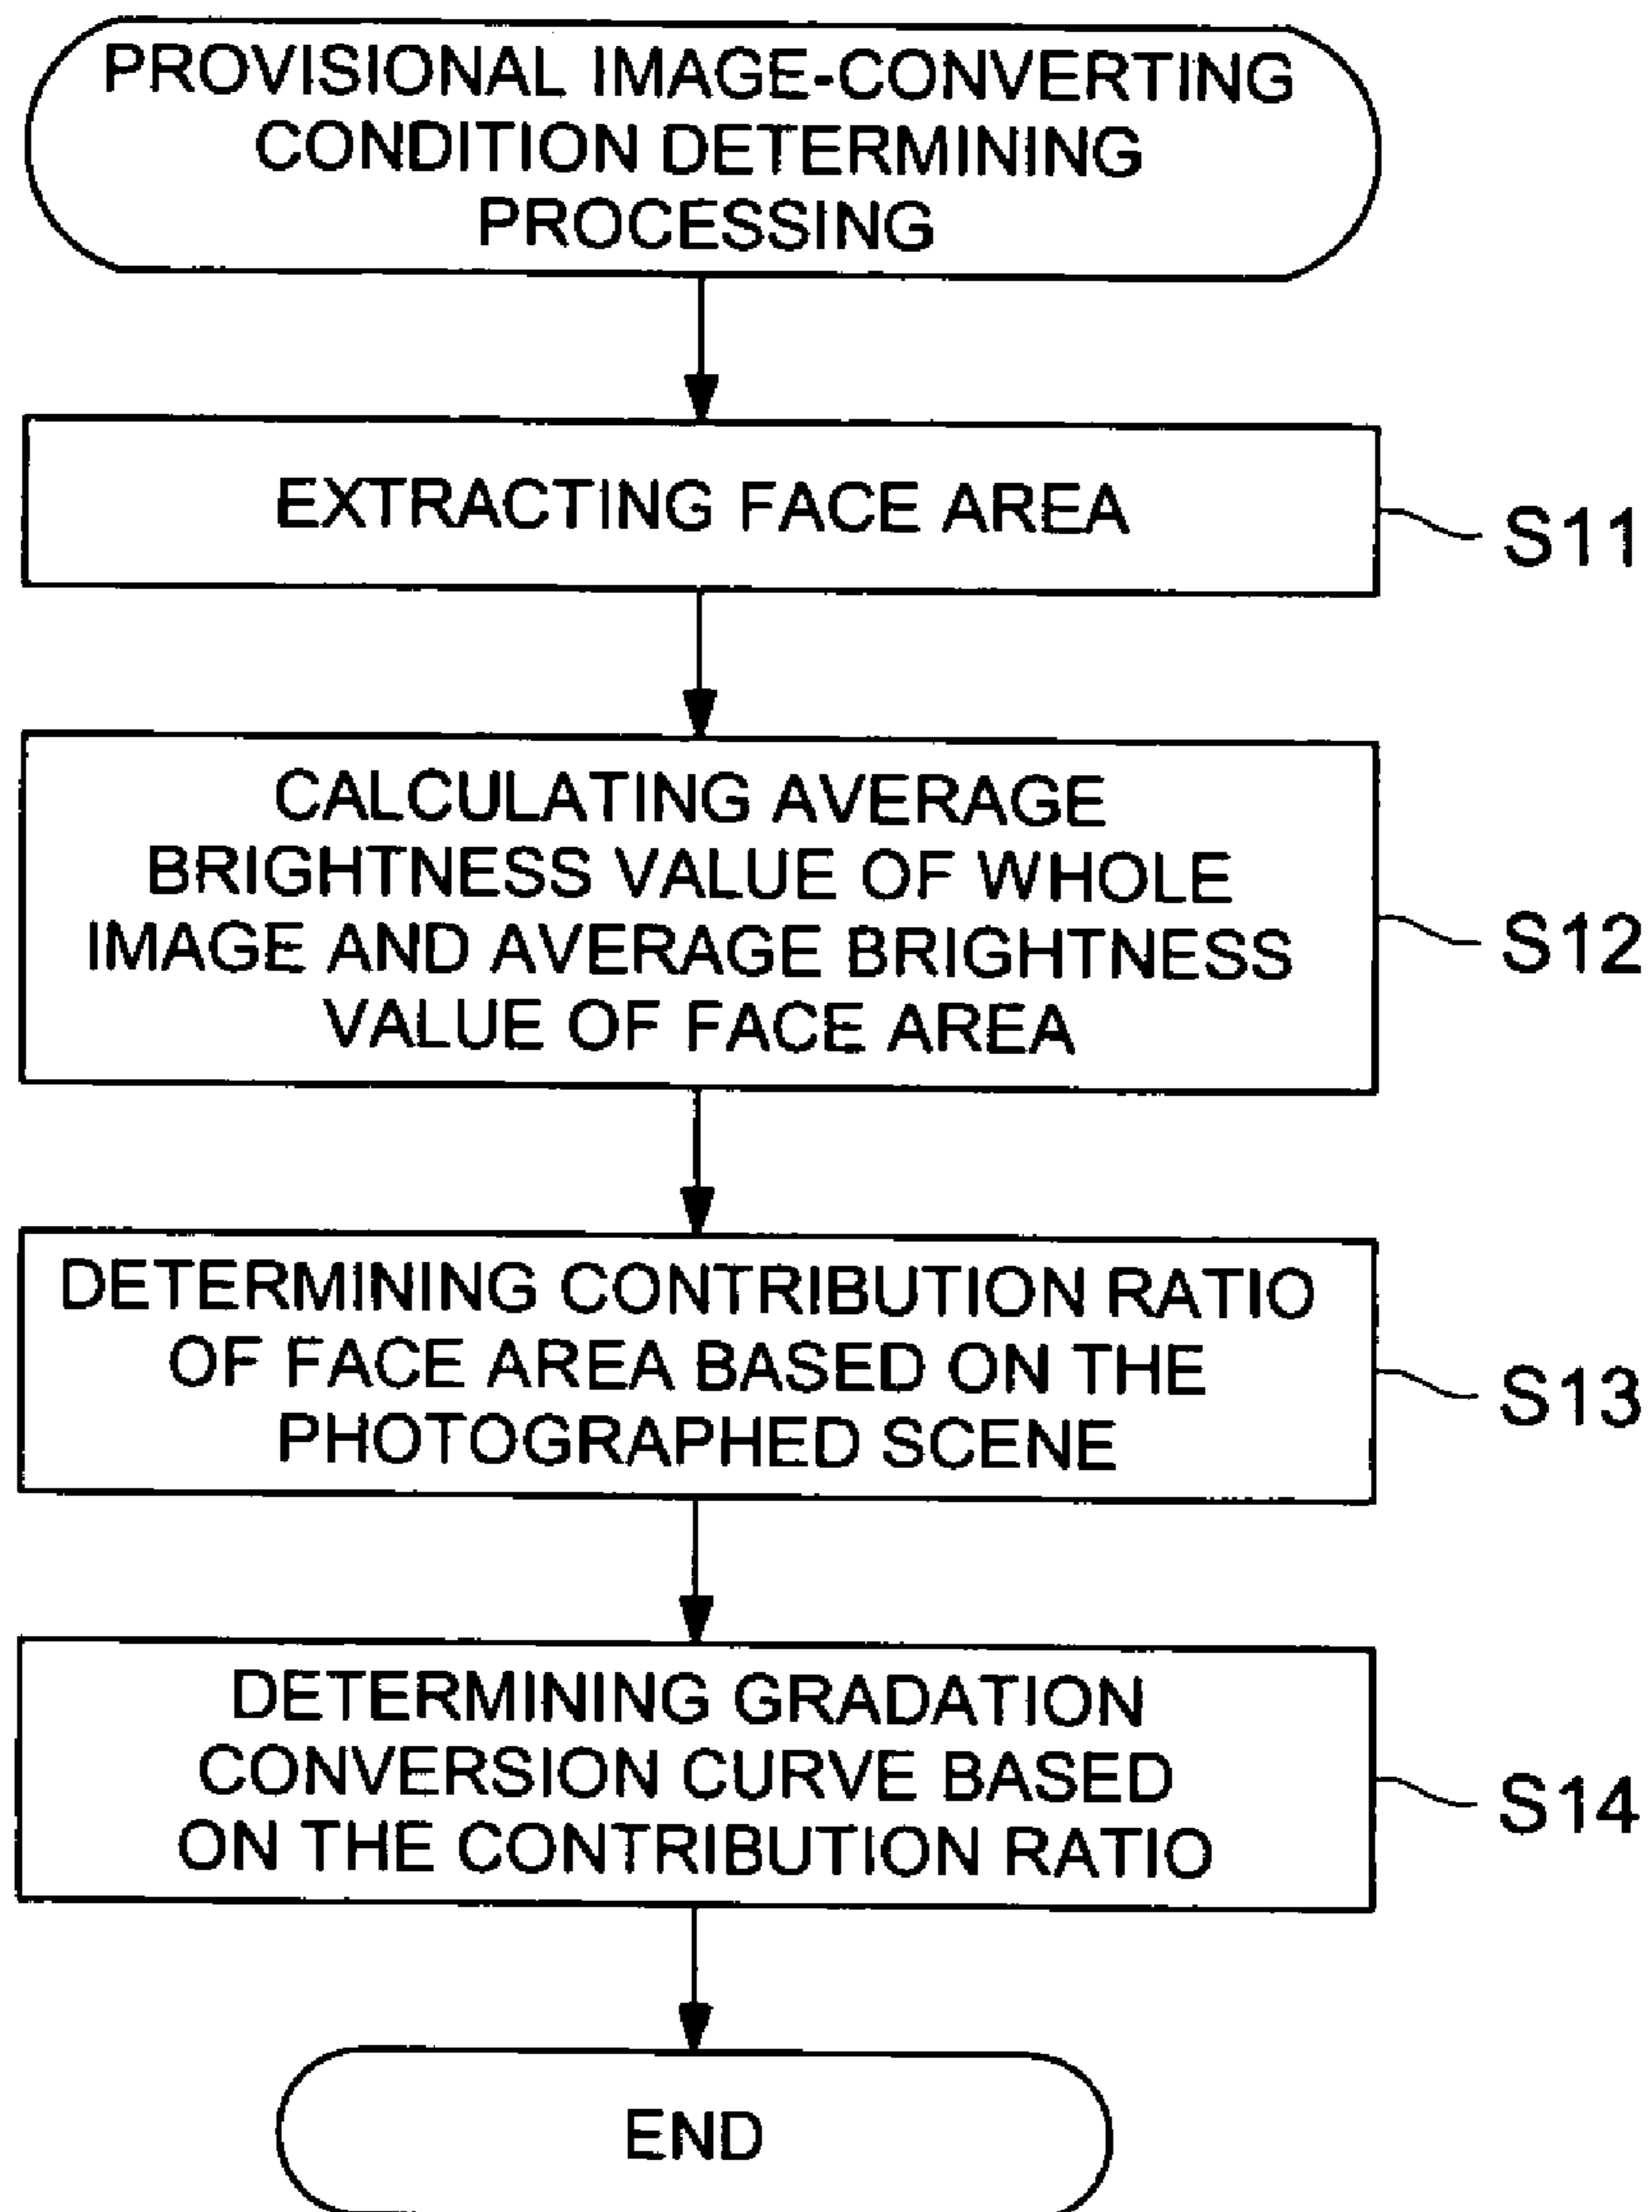 PROVISIONAL IMAGE-CONVERTING
CONDITION DETERMINING
PROCESSING
EXTRACTING FACE AREA
S11
CALCULATING AVERAGE
BRIGHTNESS VALUE OF WHOLE
IMAGE AND AVERAGE BRIGHTNESS
VALUE OF FACE AREA
S12
DETERMINING CONTRIBUTION RATIO
OF FACE AREA BASED ON THE
PHOTOGRAPHED SCENE
S13
DETERMINING GRADATION
CONVERSION CURVE BASED
ON THE CONTRIBUTION RATIO
S14
END